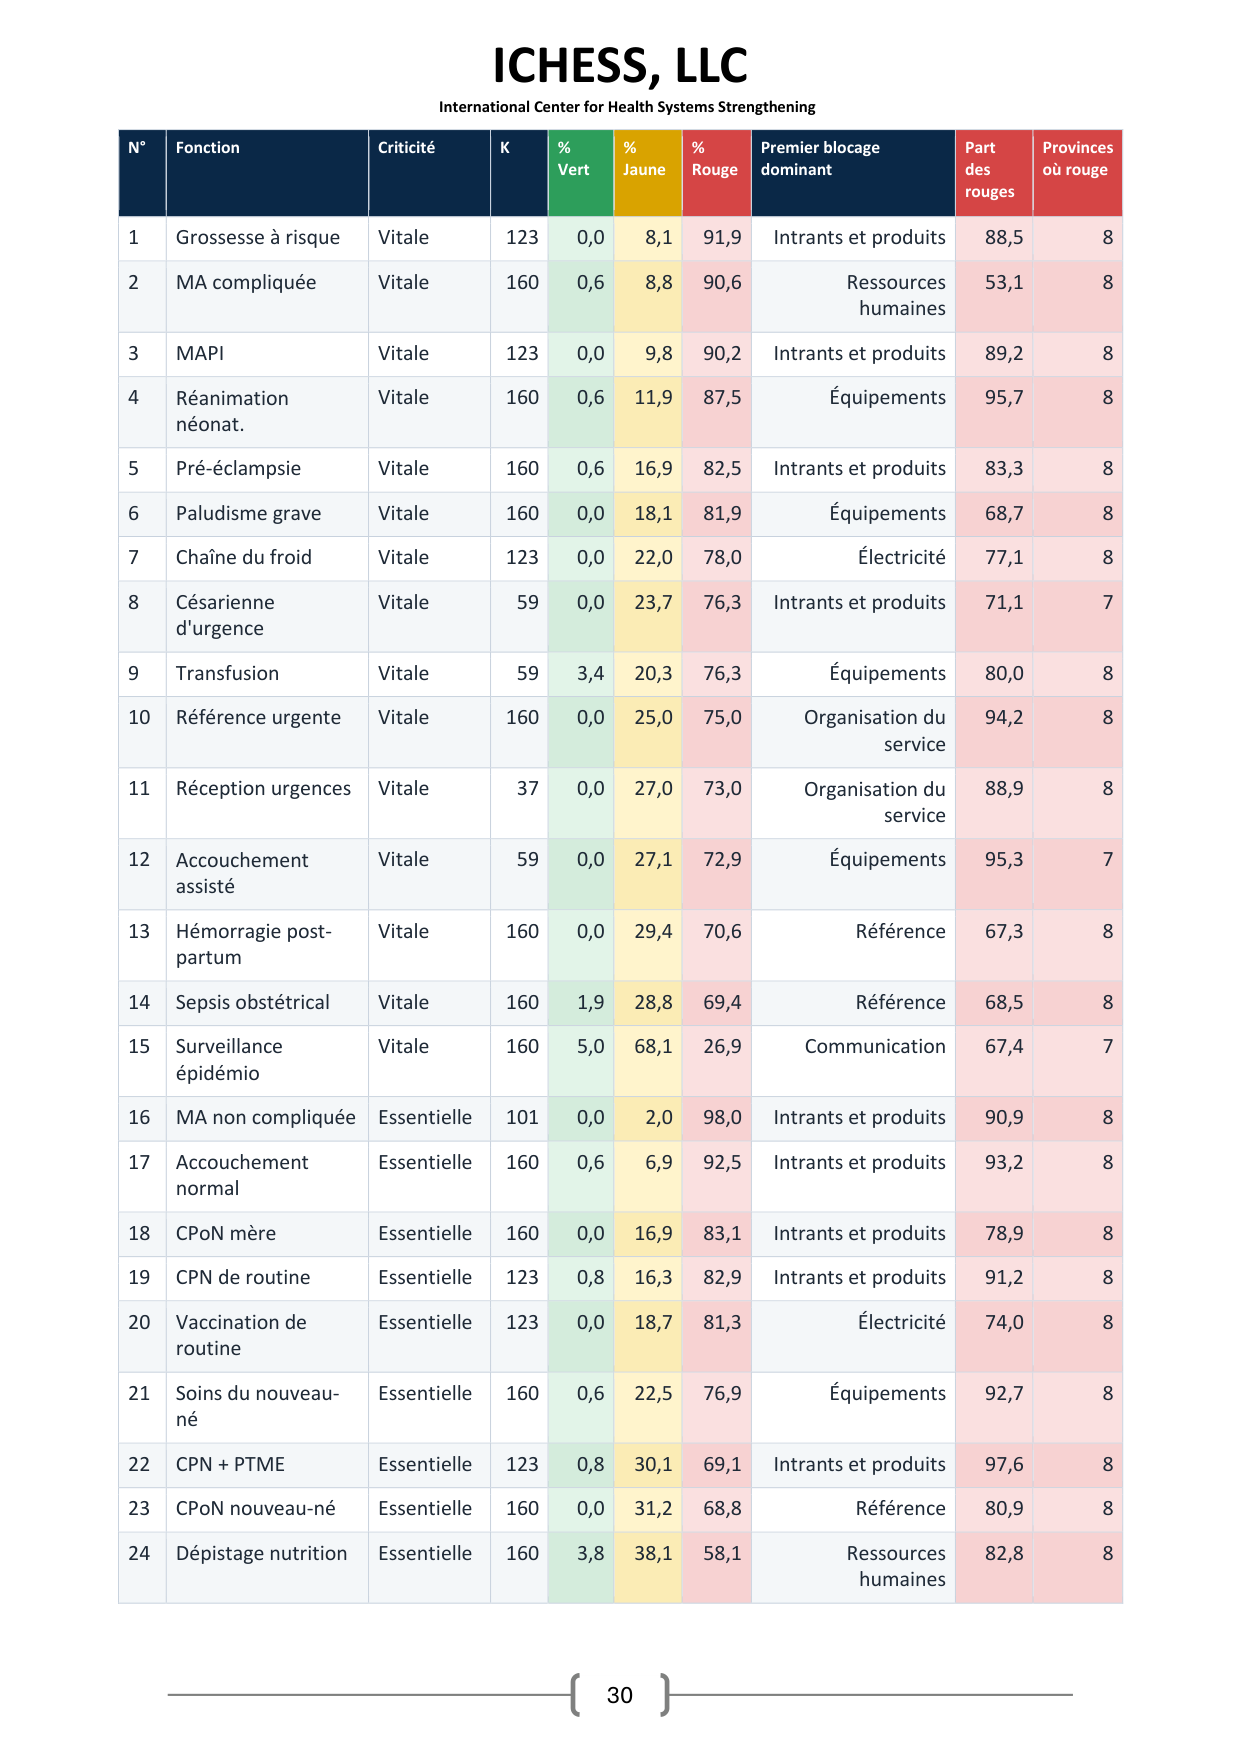 ICHESS, LLC
International Center for Health Systems Strengthening
N° Fonction Criticité K % Vert % Jaune % Rouge Premier blocage dominant Part des rouges Provinces où rouge
1 Grossesse à risque Vitale 123 0,0 8,1 91,9 Intrants et produits 88,5 8
2 MA compliquée Vitale 160 0,6 8,8 90,6 Ressources humaines 53,1 8
3 MAPI Vitale 123 0,0 9,8 90,2 Intrants et produits 89,2 8
4 Réanimation néonat. Vitale 160 0,6 11,9 87,5 Équipements 95,7 8
5 Pré-éclampsie Vitale 160 0,6 16,9 82,5 Intrants et produits 83,3 8
6 Paludisme grave Vitale 160 0,0 18,1 81,9 Équipements 68,7 8
7 Chaîne du froid Vitale 123 0,0 22,0 78,0 Électricité 77,1 8
8 Césarienne d'urgence Vitale 59 0,0 23,7 76,3 Intrants et produits 71,1 7
9 Transfusion Vitale 59 3,4 20,3 76,3 Équipements 80,0 8
10 Référence urgente Vitale 160 0,0 25,0 75,0 Organisation du service 94,2 8
11 Réception urgences Vitale 37 0,0 27,0 73,0 Organisation du service 88,9 8
12 Accouchement assisté Vitale 59 0,0 27,1 72,9 Équipements 95,3 7
13 Hémorragie post-partum Vitale 160 0,0 29,4 70,6 Référence 67,3 8
14 Sepsis obstétrical Vitale 160 1,9 28,8 69,4 Référence 68,5 8
15 Surveillance épidémio Vitale 160 5,0 68,1 26,9 Communication 67,4 7
16 MA non compliquée Essentielle 101 0,0 2,0 98,0 Intrants et produits 90,9 8
17 Accouchement normal Essentielle 160 0,6 6,9 92,5 Intrants et produits 93,2 8
18 CPoN mère Essentielle 160 0,0 16,9 83,1 Intrants et produits 78,9 8
19 CPN de routine Essentielle 123 0,8 16,3 82,9 Intrants et produits 91,2 8
20 Vaccination de routine Essentielle 123 0,0 18,7 81,3 Électricité 74,0 8
21 Soins du nouveau-né Essentielle 160 0,6 22,5 76,9 Équipements 92,7 8
22 CPN + PTME Essentielle 123 0,8 30,1 69,1 Intrants et produits 97,6 8
23 CPoN nouveau-né Essentielle 160 0,0 31,2 68,8 Référence 80,9 8
24 Dépistage nutrition Essentielle 160 3,8 38,1 58,1 Ressources humaines 82,8 8
30